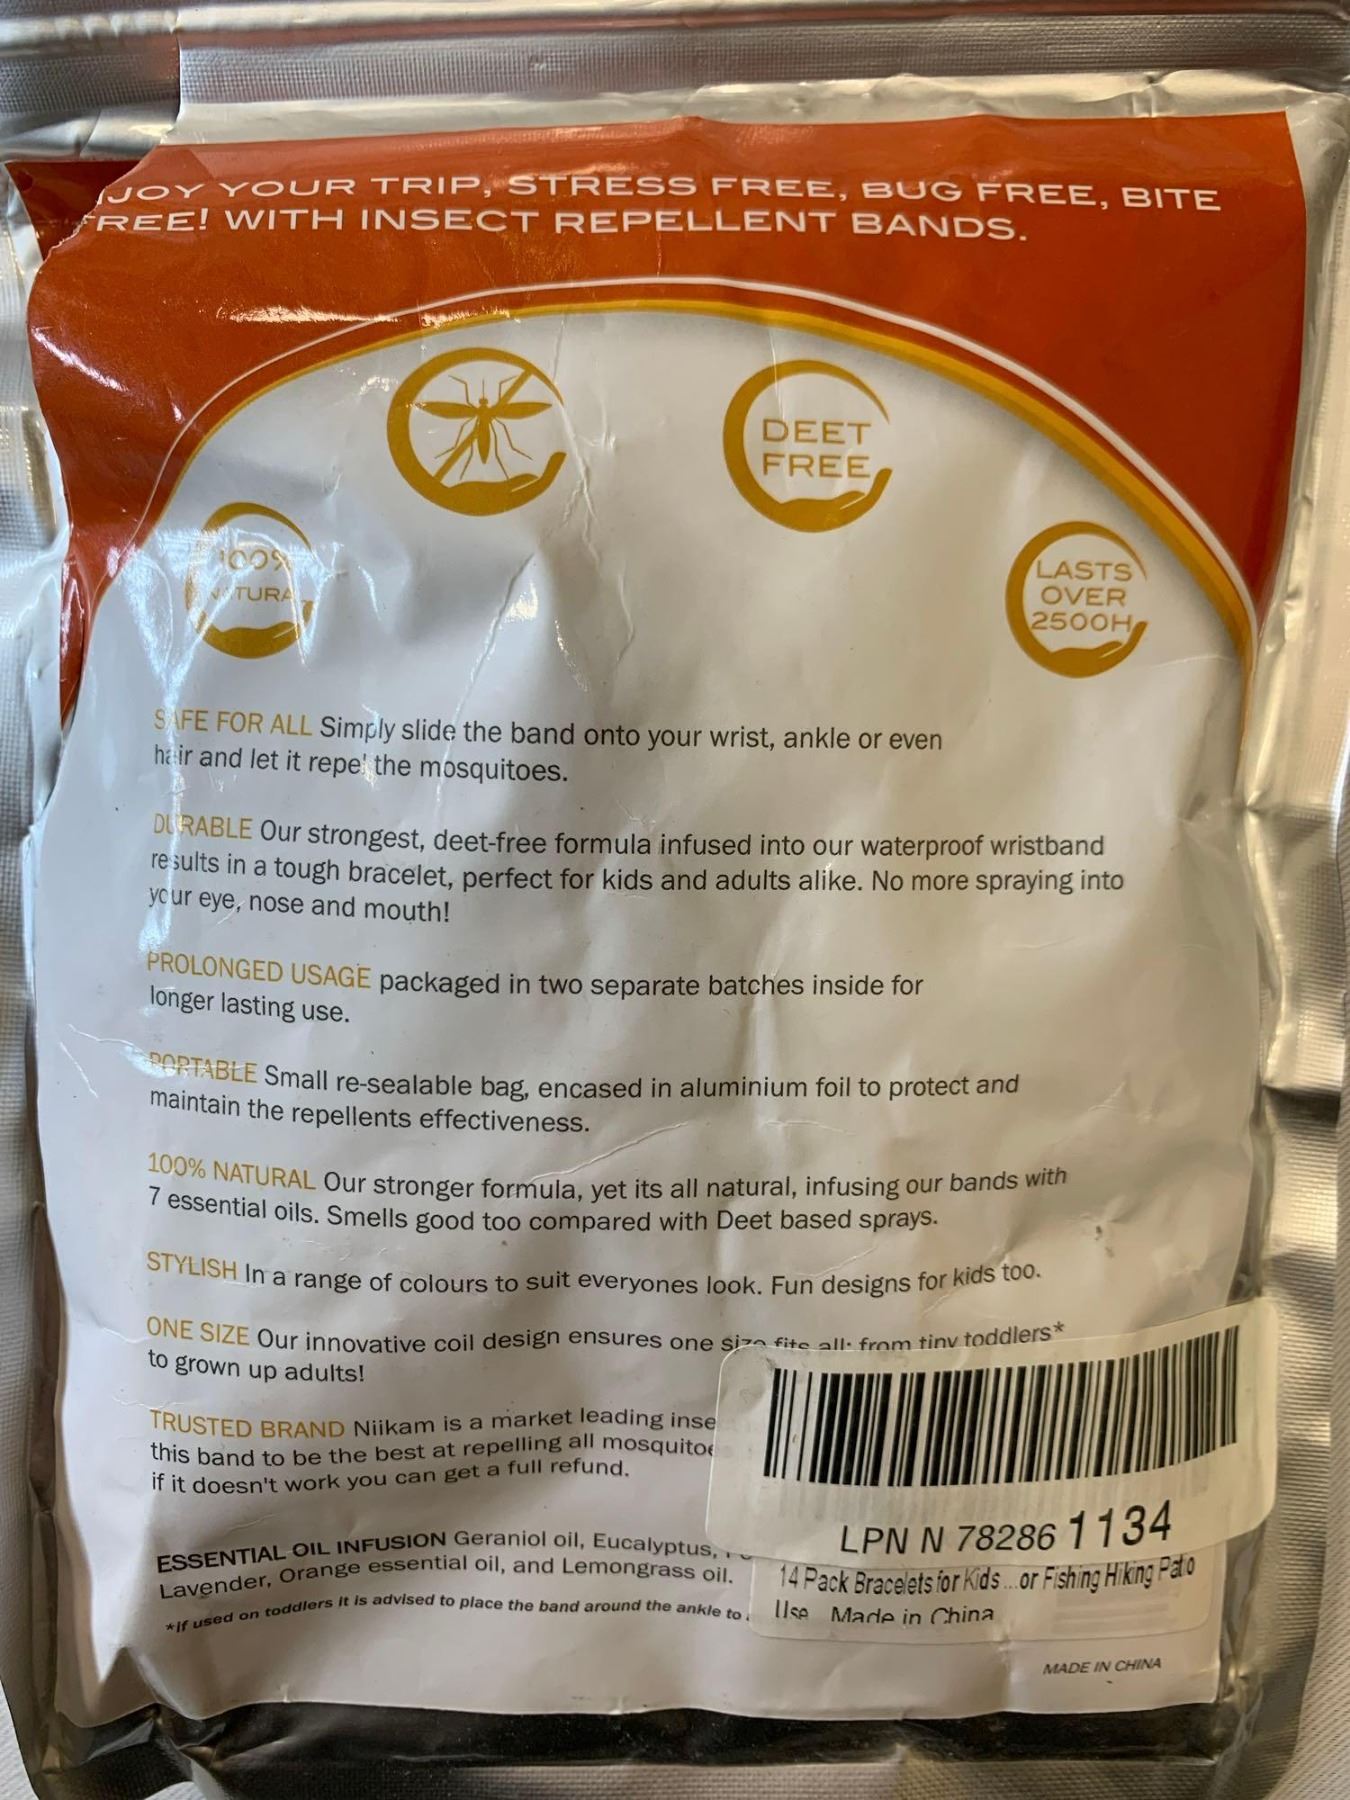 JOY YOUR TRIP, STRESS FREE, BUG FREE, BITE
FREE! WITH INSECT REPELLENT BANDS.
DEET
FREE
100%
NATURAL
LASTS
OVER
2500H
SAFE FOR ALL Simply slide the band onto your wrist, ankle or even
hair and let it repel the mosquitoes.
DURABLE Our strongest, deet-free formula infused into our waterproof wristband
results in a tough bracelet, perfect for kids and adults alike. No more spraying into
your eye, nose and mouth!
PROLONGED USAGE packaged in two separate batches inside for
longer lasting use.
PORTABLE Small re-sealable bag, encased in aluminium foil to protect and
maintain the repellents effectiveness.
100% NATURAL Our stronger formula, yet its all natural, infusing our bands with
7 essential oils. Smells good too compared with Deet based sprays.
STYLISH In a range of colours to suit everyones look. Fun designs for kids too.
ONE SIZE Our innovative coil design ensures one size fits all: from tiny toddlers*
to grown up adults!
TRUSTED BRAND Niikam is a market leading inse
this band to be the best at repelling all mosquitoe
if it doesn't work you can get a full refund.
ESSENTIAL OIL INFUSION Geraniol oil, Eucalyptus,
Lavender, Orange essential oil, and Lemongrass oil.
*If used on toddlers it is advised to place the band around the ankle to
LPN N 78286 1134
14 Pack Bracelets for Kids ...or Fishing Hiking Patio
Use Made in China
MADE IN CHINA